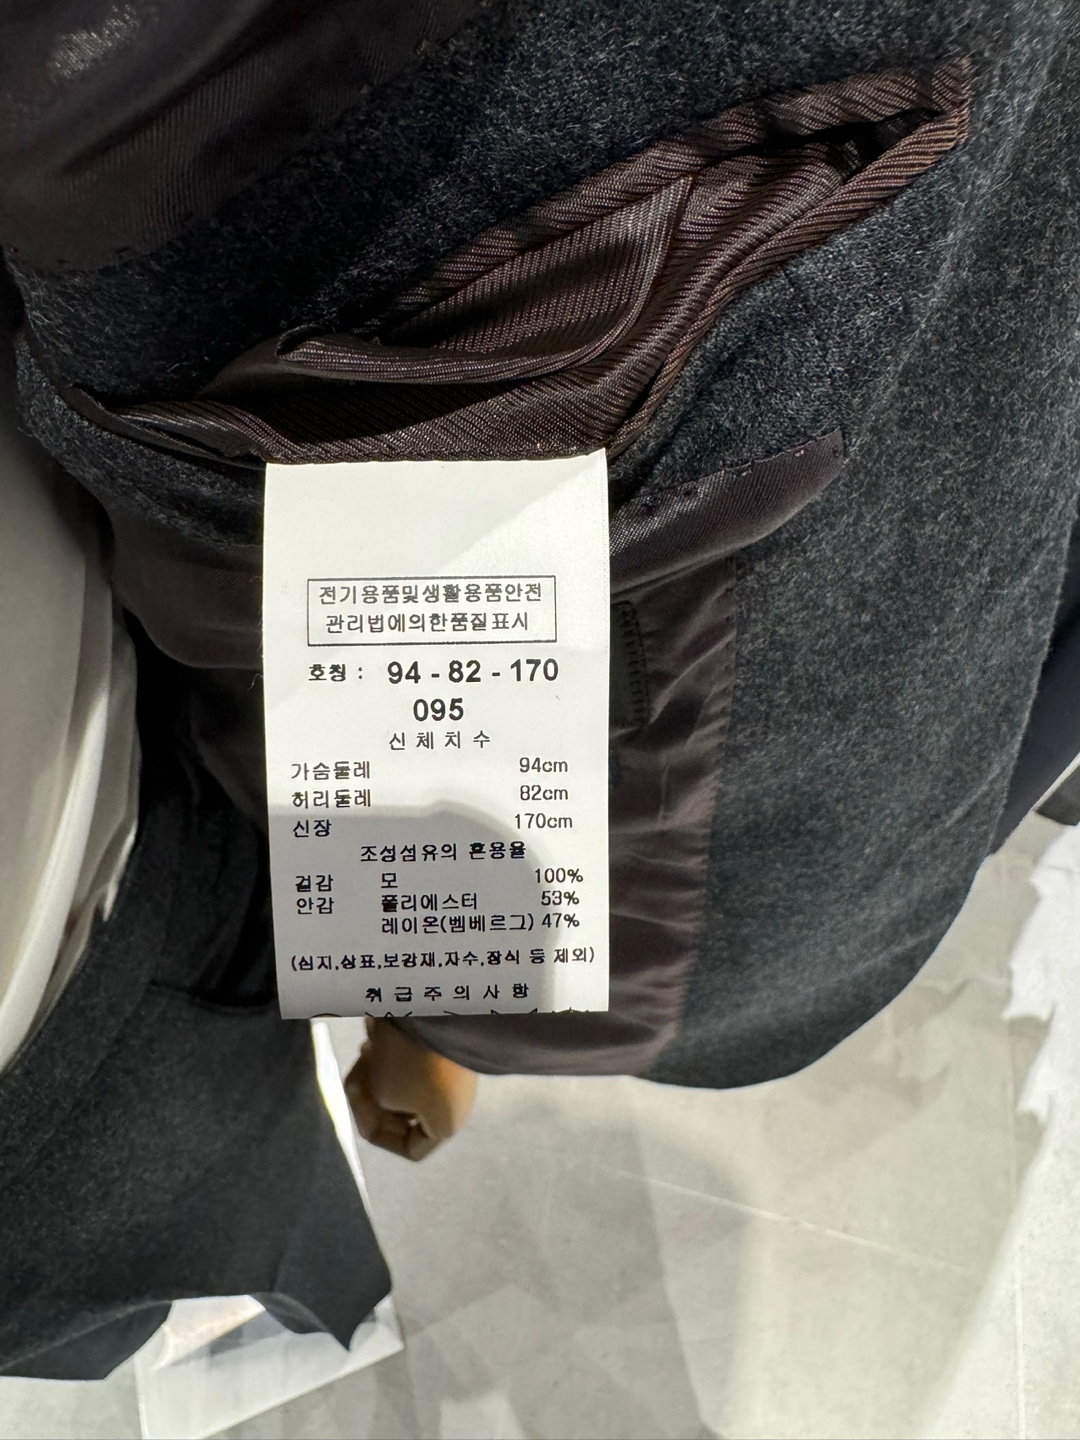 전기용품및생활용품안전
관리법에의한품질표시
호칭 : 94 - 82 - 170
095
신 체 치 수
가슴둘레 94cm
허리둘레 82cm
신장 170cm
조성섬유의 혼용율
겉감 모 100%
안감 폴리에스터 53%
레이온(벰베르그) 47%
(심지,상표,보강재,자수,장식 등 제외)
취 급 주 의 사 항